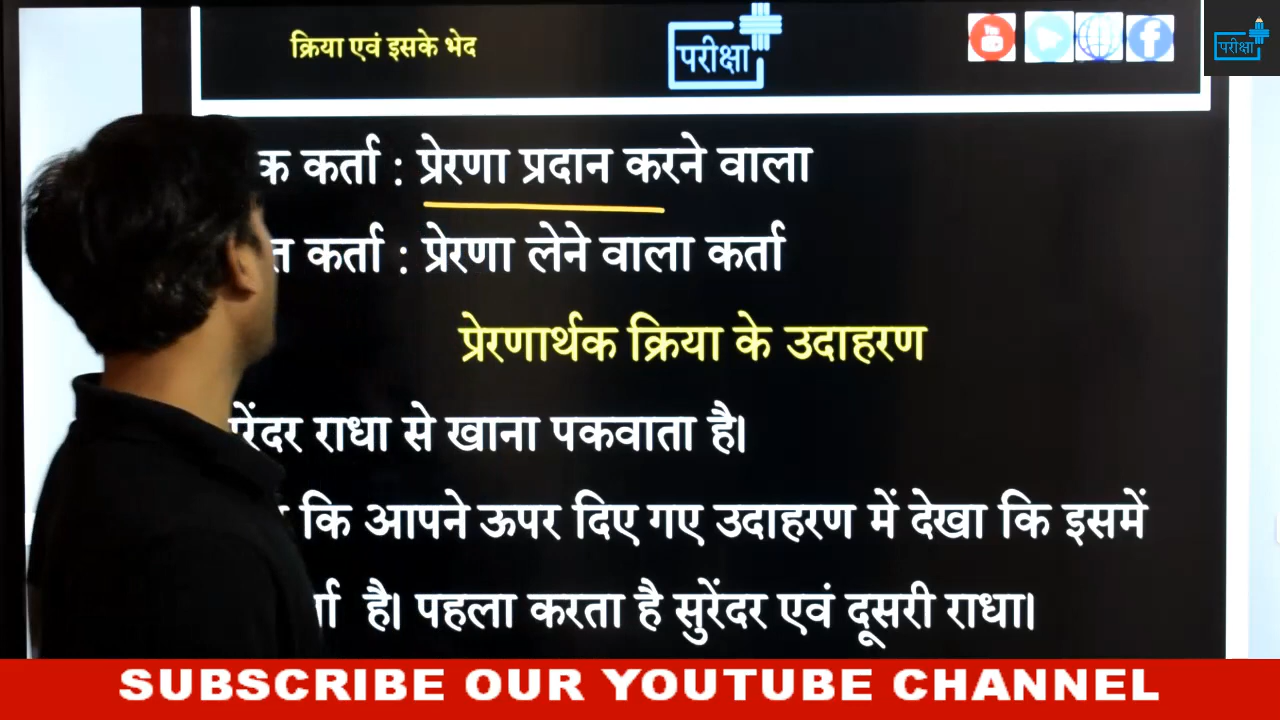 क्रिया एवं इसके भेद
परीक्षा
परीक्षा
कर्ता : प्रेरणा प्रदान करने वाला
कर्ता : प्रेरणा लेने वाला कर्ता
प्रेरणार्थक क्रिया के उदाहरण
राधा से खाना पकवाता है।
कि आपने ऊपर दिए गए उदाहरण में देखा कि इसमें
है। पहला करता है सुरेंदर एवं दूसरी राधा।
SUBSCRIBE OUR YOUTUBE CHANNEL